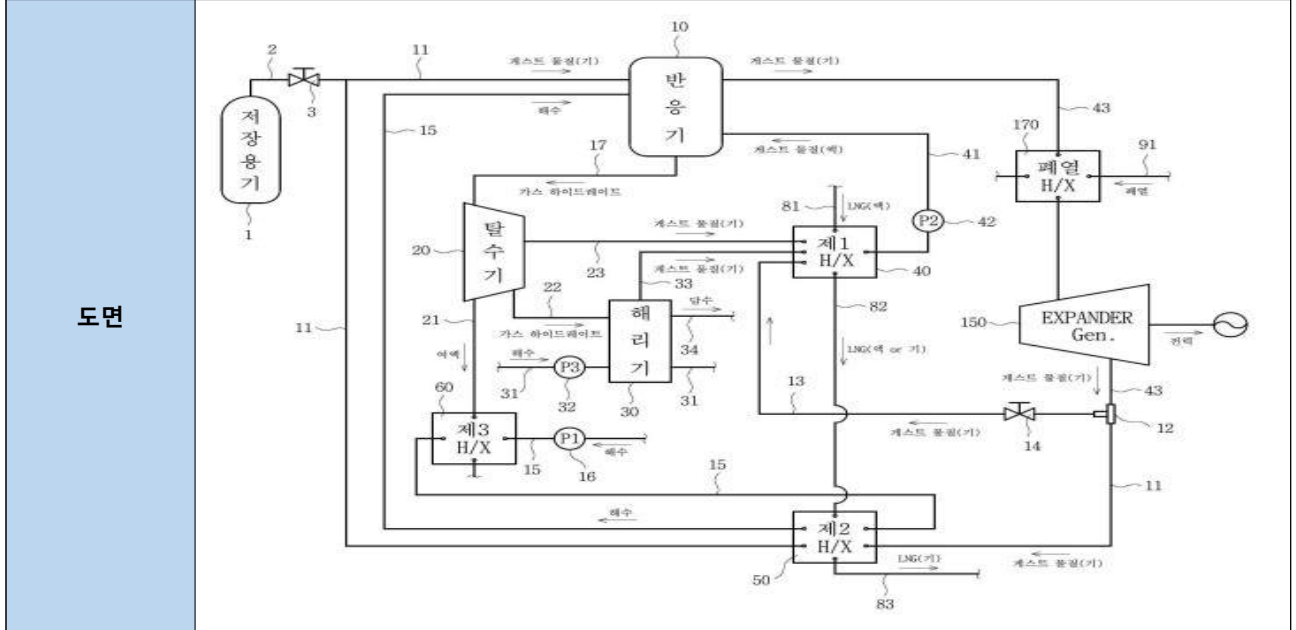 도면
10
2
11
게스트 물질(기)
게스트 물질(기)
반응기
3
해수
43
저장용기
15
17
게스트 물질(액)
41
170
91
폐열
H/X
폐열
가스 하이드레이트
81
LNG(액)
P2
42
1
탈수기
게스트 물질(기)
제1
H/X
20
23
게스트 물질(기)
40
33
22
담수
82
150
EXPANDER
Gen.
전력
11
21
가스 하이드레이트
해리기
34
여액
해수
P3
LNG(액 or 기)
게스트 물질(기)
43
31
32
30
31
13
60
제3
H/X
P1
게스트 물질(기)
14
12
15
16
해수
15
11
해수
제2
H/X
LNG(기)
게스트 물질(기)
50
83